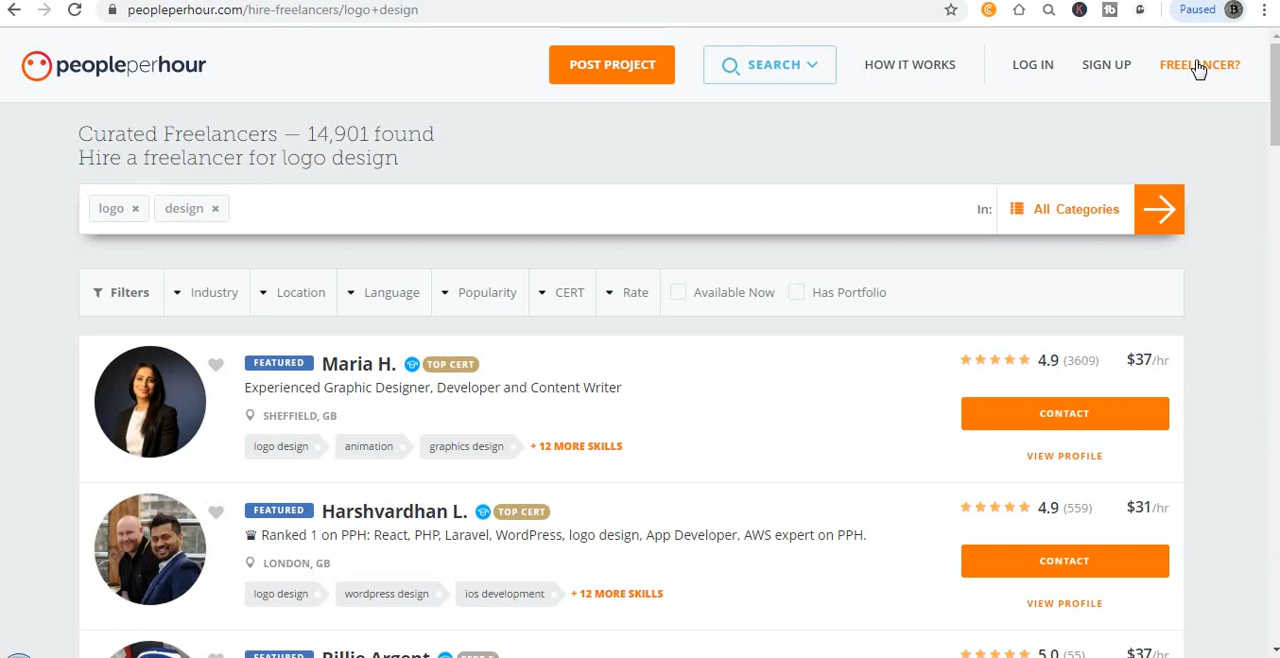 peopleperhour.com/hire-freelancers/logo+design
Paused
peopleperhour
POST PROJECT
SEARCH
HOW IT WORKS
LOG IN
SIGN UP
FREELANCER?
Curated Freelancers — 14,901 found
Hire a freelancer for logo design
logo ×
design ×
In:
All Categories
Filters
Industry
Location
Language
Popularity
CERT
Rate
Available Now
Has Portfolio
FEATURED Maria H. TOP CERT
4.9 (3609) $37/hr
Experienced Graphic Designer, Developer and Content Writer
SHEFFIELD, GB
CONTACT
logo design animation graphics design + 12 MORE SKILLS
VIEW PROFILE
FEATURED Harshvardhan L. TOP CERT
4.9 (559) $31/hr
Ranked 1 on PPH: React, PHP, Laravel, WordPress, logo design, App Developer, AWS expert on PPH.
LONDON, GB
CONTACT
logo design wordpress design ios development + 12 MORE SKILLS
VIEW PROFILE
FEATURED Billie Argent
5.0 (55) $37/hr